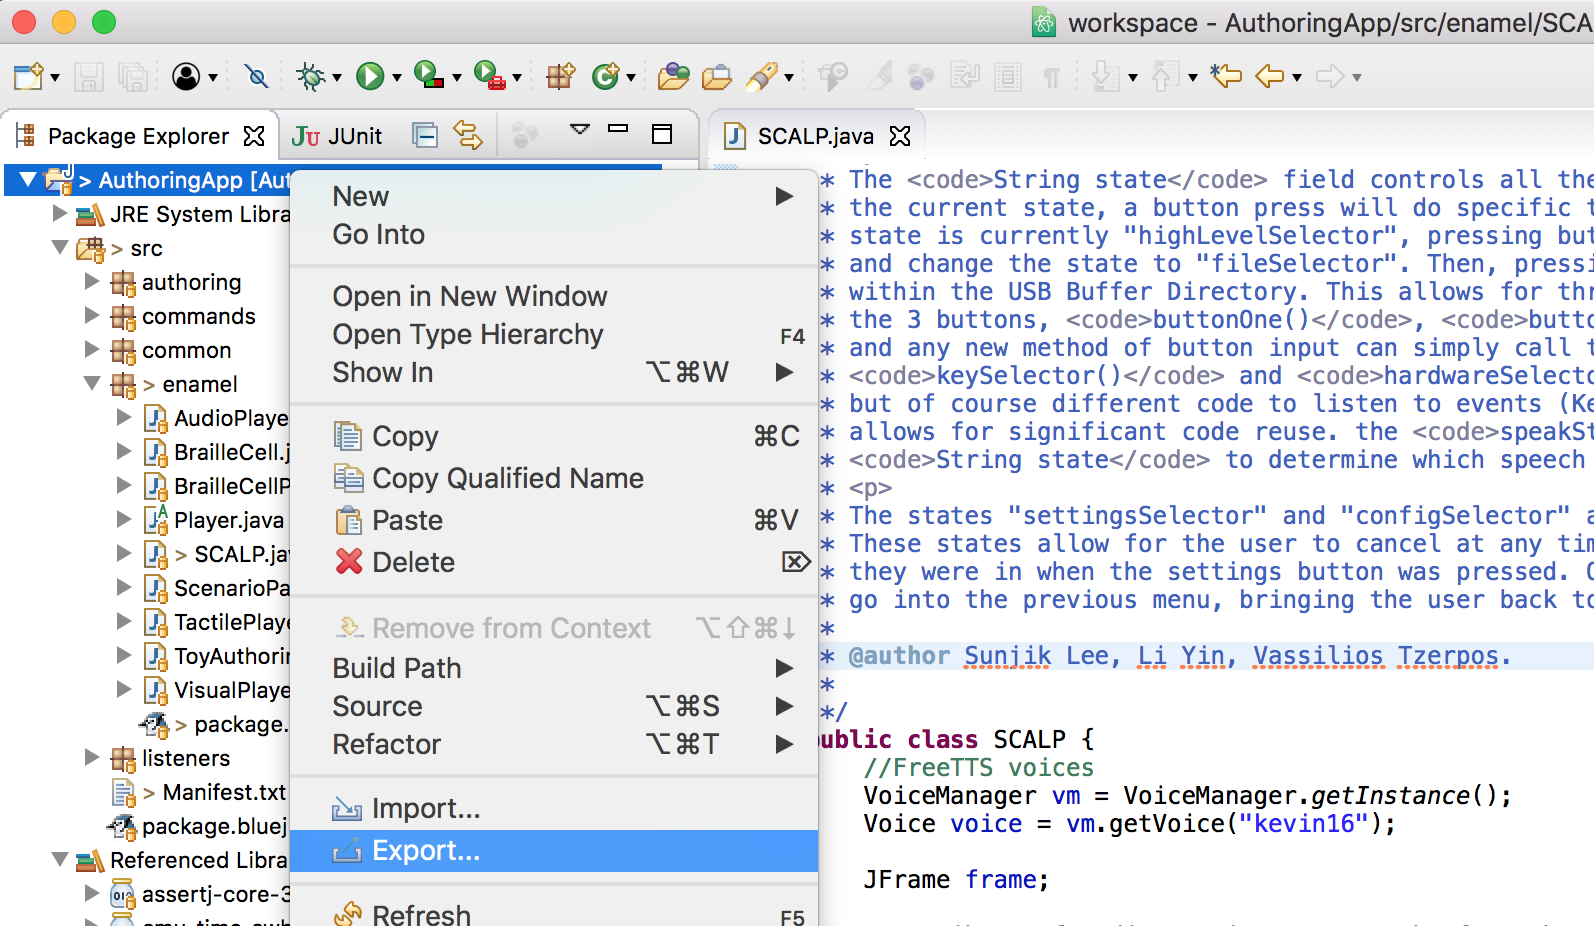 workspace - AuthoringApp/src/enamel/SCA
Package Explorer
JUnit
SCALP.java
> AuthoringApp [Aut
JRE System Libra
> src
authoring
commands
common
> enamel
AudioPlaye
BrailleCell.j
BrailleCellP
Player.java
> SCALP.jav
ScenarioPa
TactilePlaye
ToyAuthorin
VisualPlaye
> package.
listeners
> Manifest.txt
package.bluej
Referenced Libra
assertj-core-3
New
Go Into
Open in New Window
Open Type Hierarchy F4
Show In ⌥⌘W
Copy ⌘C
Copy Qualified Name
Paste ⌘V
Delete ⌦
Remove from Context ⌥⇧⌘↓
Build Path
Source ⌥⌘S
Refactor ⌥⌘T
Import...
Export...
Refresh F5
* The <code>String state</code> field controls all the
* the current state, a button press will do specific t
* state is currently "highLevelSelector", pressing but
* and change the state to "fileSelector". Then, pressi
* within the USB Buffer Directory. This allows for thr
* the 3 buttons, <code>buttonOne()</code>, <code>butto
* and any new method of button input can simply call t
* <code>keySelector()</code> and <code>hardwareSelecto
* but of course different code to listen to events (Ke
* allows for significant code reuse. the <code>speakSt
* <code>String state</code> to determine which speech
* <p>
* The states "settingsSelector" and "configSelector" a
* These states allow for the user to cancel at any tim
* they were in when the settings button was pressed. O
* go into the previous menu, bringing the user back to
*
* @author Sunjik Lee, Li Yin, Vassilios Tzerpos.
*
*/
public class SCALP {
//FreeTTS voices
VoiceManager vm = VoiceManager.getInstance();
Voice voice = vm.getVoice("kevin16");
JFrame frame;